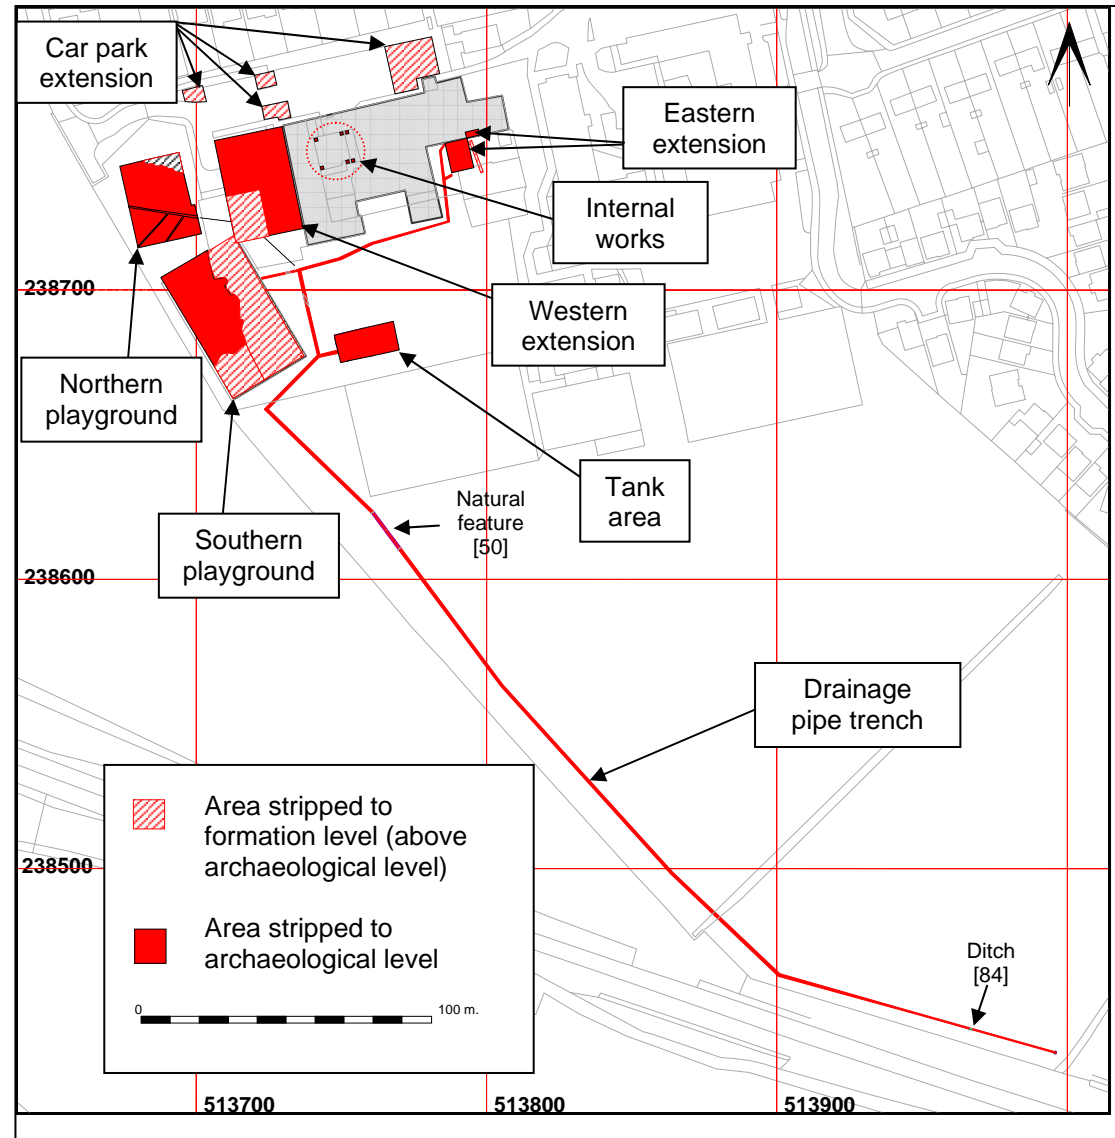 Car park
extension
Eastern
extension
Internal
works
238700
Western
extension
Northern
playground
Tank
area
Natural
feature
[50]
Southern
playground
238600
Drainage
pipe trench
Area stripped to
formation level (above
archaeological level)
238500
Area stripped to
archaeological level
Ditch
[84]
0
100 m.
513700
513800
513900